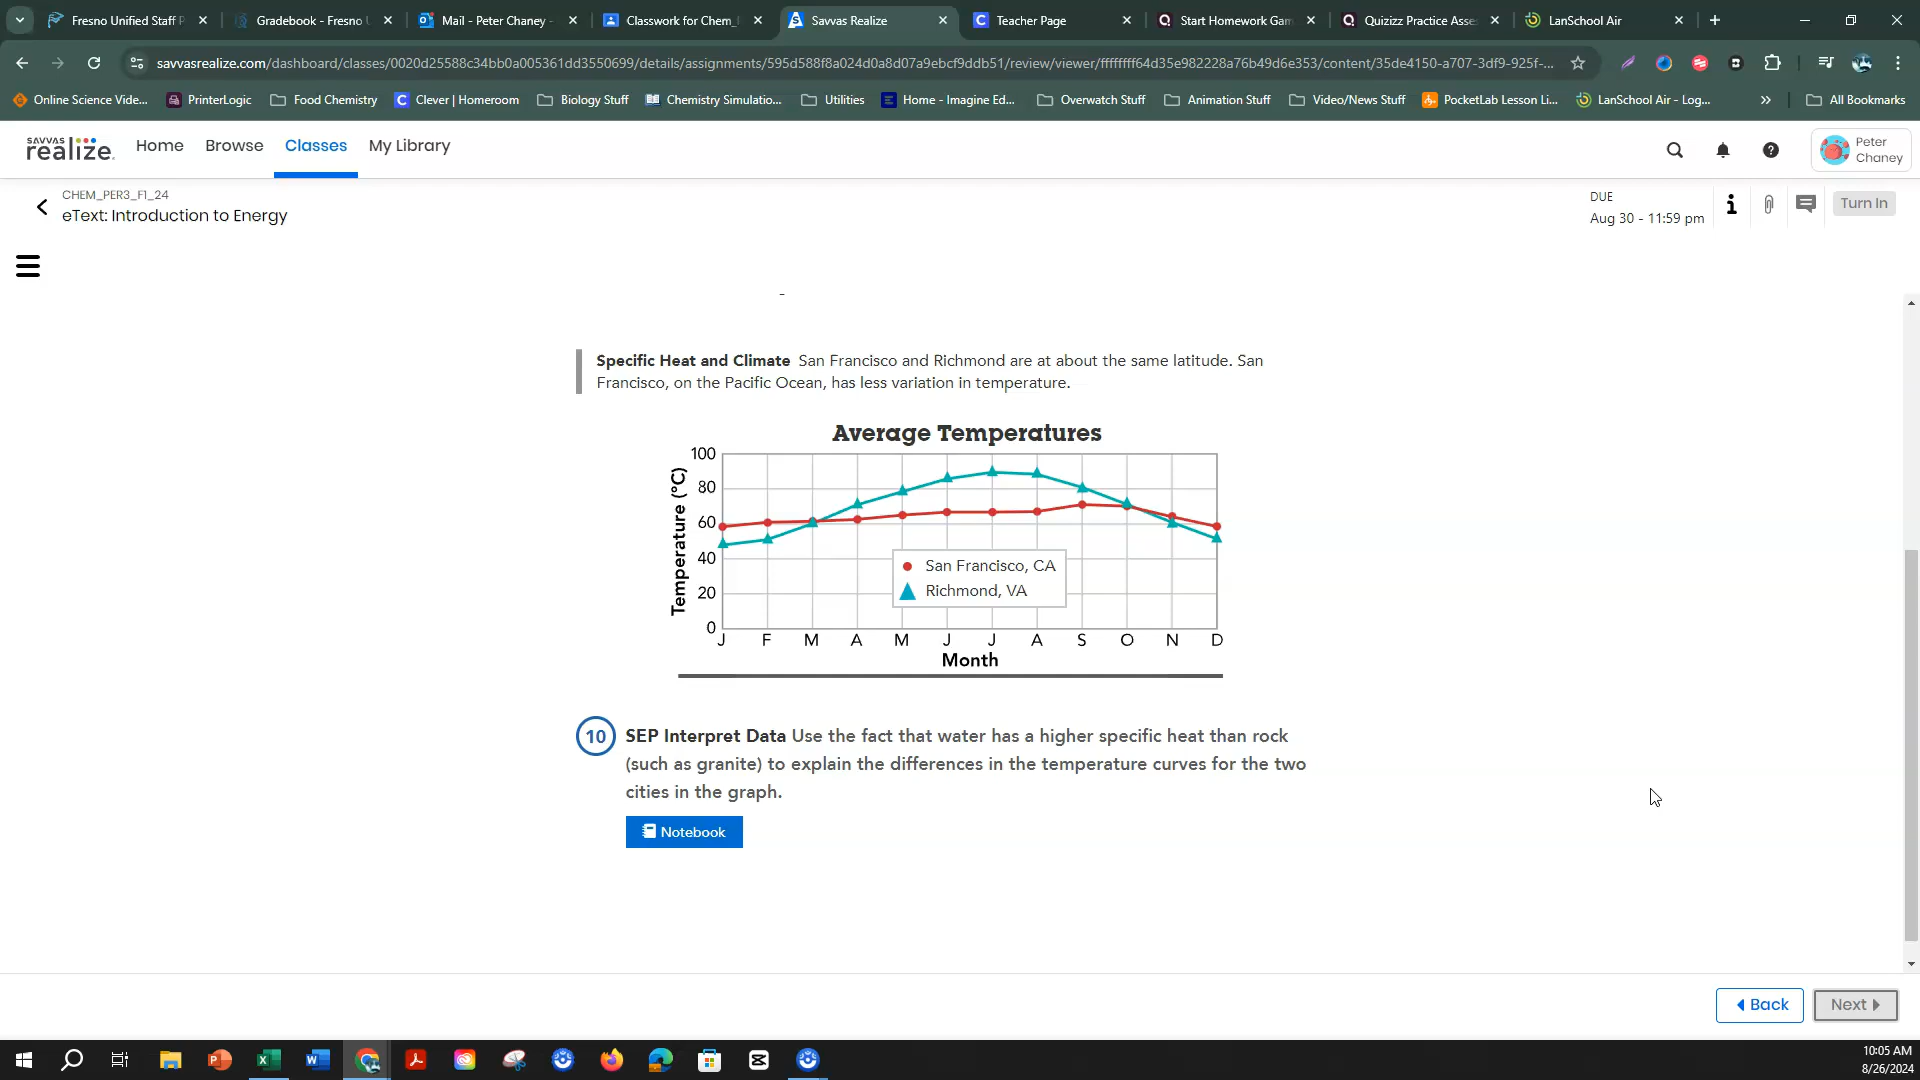 Fresno Unified Staff P
Gradebook - Fresno U
Mail - Peter Chaney -
Classwork for Chem_
Savvas Realize
Teacher Page
Start Homework Gam
Quizizz Practice Asse
LanSchool Air
savvasrealize.com/dashboard/classes/0020d25588c34bb0a005361dd3550699/details/assignments/595d588f8a024d0a8d07a9ebcf9ddb51/review/viewer/ffffffff64d35e982228a76b49d6e353/content/35de4150-a707-3df9-925f-...
Online Science Vide...
PrinterLogic
Food Chemistry
Clever | Homeroom
Biology Stuff
Chemistry Simulatio...
Utilities
Home - Imagine Ed...
Overwatch Stuff
Animation Stuff
Video/News Stuff
PocketLab Lesson Li...
LanSchool Air - Log...
All Bookmarks
SAVVAS
realize.
Home
Browse
Classes
My Library
Peter
Chaney
CHEM_PER3_F1_24
eText: Introduction to Energy
DUE
Aug 30 - 11:59 pm
Turn In
Specific Heat and Climate San Francisco and Richmond are at about the same latitude. San
Francisco, on the Pacific Ocean, has less variation in temperature.
Average Temperatures
Temperature (°C)
100
80
60
40
20
0
San Francisco, CA
Richmond, VA
J F M A M J J A S O N D
Month
10 SEP Interpret Data Use the fact that water has a higher specific heat than rock
(such as granite) to explain the differences in the temperature curves for the two
cities in the graph.
Notebook
Back
Next
10:05 AM
8/26/2024